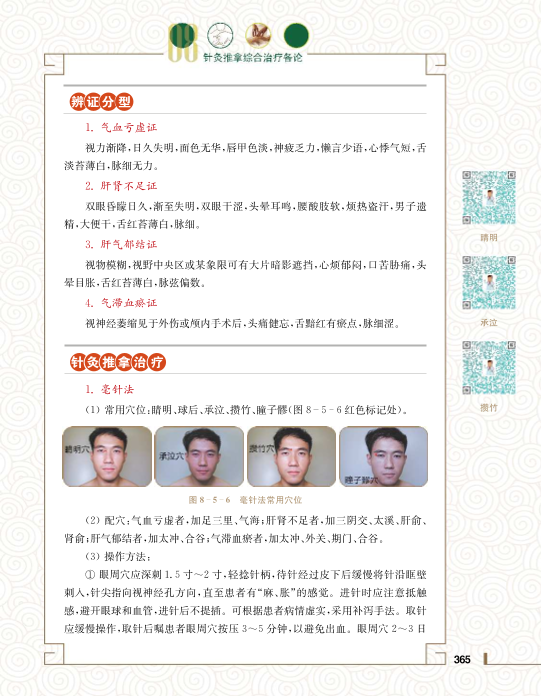 08
针灸推拿综合治疗各论
辨证分型
1. 气血亏虚证
视力渐降,日久失明,面色无华,唇甲色淡,神疲乏力,懒言少语,心悸气短,舌
淡苔薄白,脉细无力。
2. 肝肾不足证
双眼昏矇日久,渐至失明,双眼干涩,头晕耳鸣,腰酸肢软,烦热盗汗,男子遗
精,大便干,舌红苔薄白,脉细。
3. 肝气郁结证
视物模糊,视野中央区或某象限可有大片暗影遮挡,心烦郁闷,口苦胁痛,头
晕目胀,舌红苔薄白,脉弦偏数。
4. 气滞血瘀证
视神经萎缩见于外伤或颅内手术后,头痛健忘,舌黯红有瘀点,脉细涩。
针灸推拿治疗
1. 毫针法
(1) 常用穴位:睛明、球后、承泣、攒竹、瞳子髎(图 8-5-6 红色标记处)。
睛明穴
承泣穴
攒竹穴
瞳子髎穴
图 8-5-6 毫针法常用穴位
(2) 配穴:气血亏虚者,加足三里、气海;肝肾不足者,加三阴交、太溪、肝俞、
肾俞;肝气郁结者,加太冲、合谷;气滞血瘀者,加太冲、外关、期门、合谷。
(3) 操作方法:
① 眼周穴应深刺 1.5 寸～2 寸,轻捻针柄,待针经过皮下后缓慢将针沿眶壁
刺入,针尖指向视神经孔方向,直至患者有“麻、胀”的感觉。进针时应注意抵触
感,避开眼球和血管,进针后不提插。可根据患者病情虚实,采用补泻手法。取针
应缓慢操作,取针后嘱患者眼周穴按压 3～5 分钟,以避免出血。眼周穴 2～3 日
睛明
承泣
攒竹
365